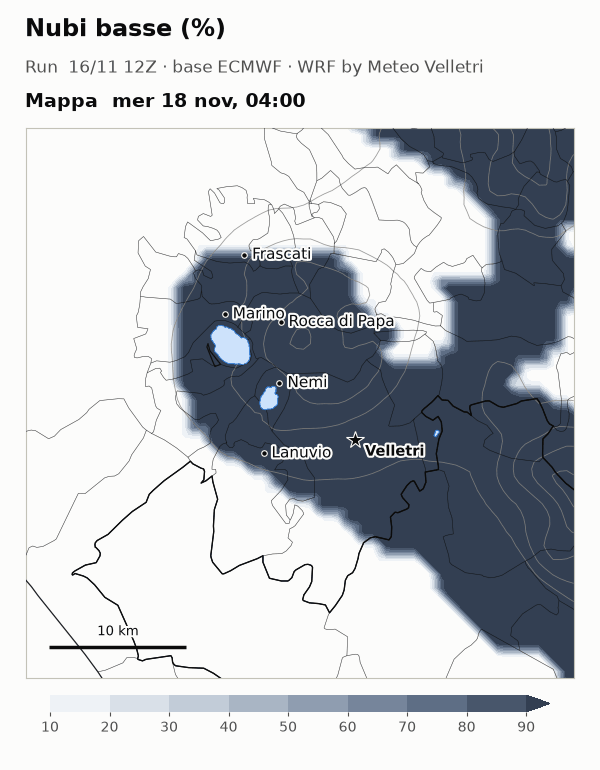 Nubi basse (%)
Run  16/11 12Z · base ECMWF · WRF by Meteo Velletri
Mappa  mer 18 nov, 04:00
Frascati
Marino
Rocca di Papa
Nemi
Velletri
Lanuvio
10 km
10 20 30 40 50 60 70 80 90